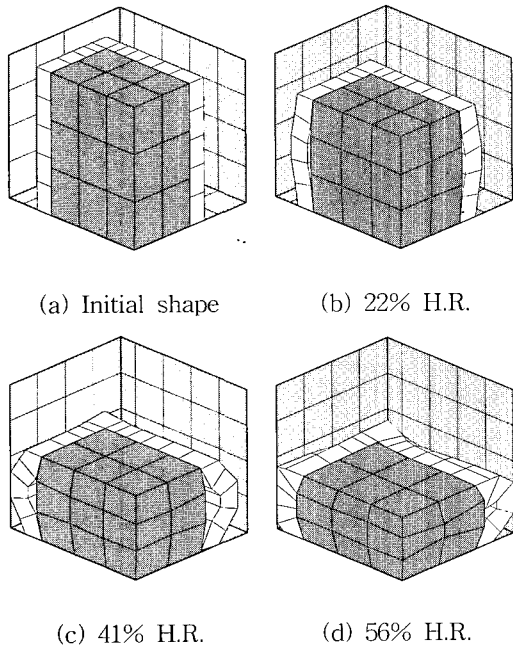 (a) Initial shape
(b) 22% H.R.
(c) 41% H.R.
(d) 56% H.R.